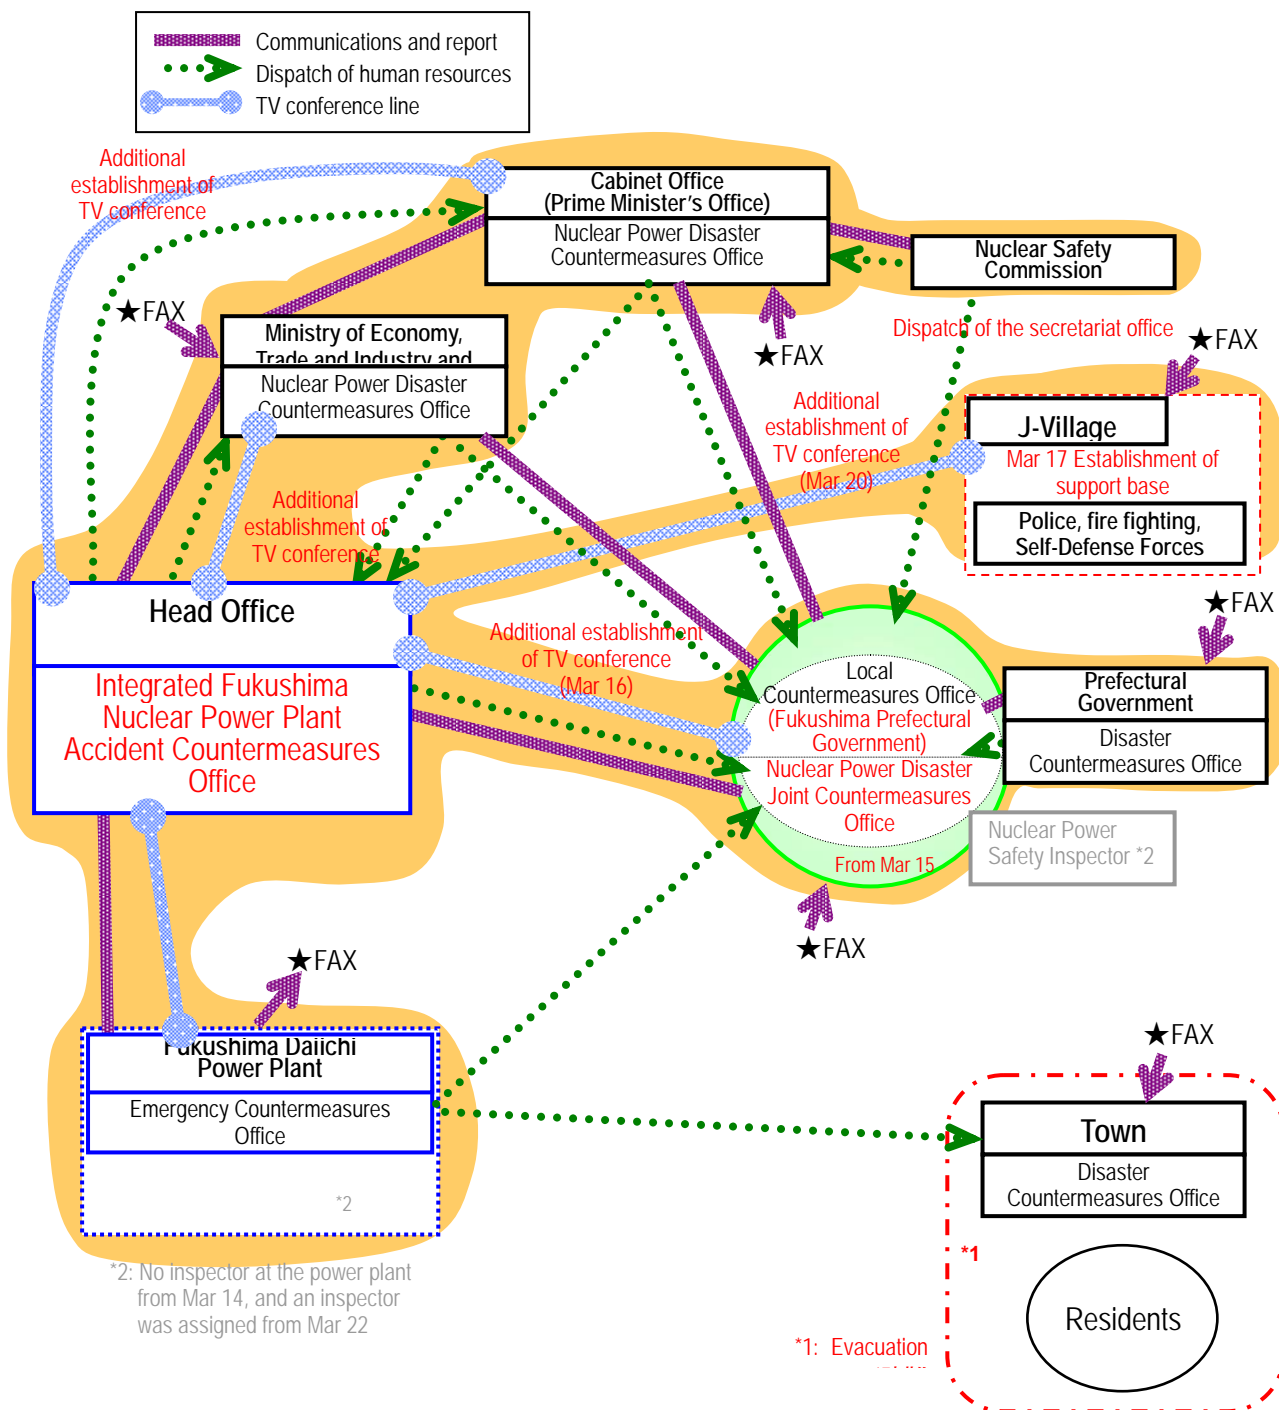 Communications and report
Dispatch of human resources
TV conference line
Additional
establishment of
TV conference
Cabinet Office
(Prime Minister's Office)
Nuclear Power Disaster
Countermeasures Office
Nuclear Safety
Commission
★FAX
Ministry of Economy,
Trade and Industry and
Nuclear Power Disaster
Countermeasures Office
★FAX
Dispatch of the secretariat office
★FAX
Additional
establishment of
TV conference
(Mar 20)
J-Village
Mar 17 Establishment of
support base
Police, fire fighting,
Self-Defense Forces
Additional
establishment of
TV conference
Head Office
Integrated Fukushima
Nuclear Power Plant
Accident Countermeasures
Office
Additional establishment
of TV conference
(Mar 16)
★FAX
Local
Countermeasures Office
(Fukushima Prefectural
Government)
Nuclear Power Disaster
Joint Countermeasures
Office
From Mar 15
Prefectural
Government
Disaster
Countermeasures Office
Nuclear Power
Safety Inspector *2
★FAX
★FAX
Fukushima Daiichi
Power Plant
Emergency Countermeasures
Office
*2
*2: No inspector at the power plant
from Mar 14, and an inspector
was assigned from Mar 22
★FAX
Town
Disaster
Countermeasures Office
*1
Residents
*1: Evacuation